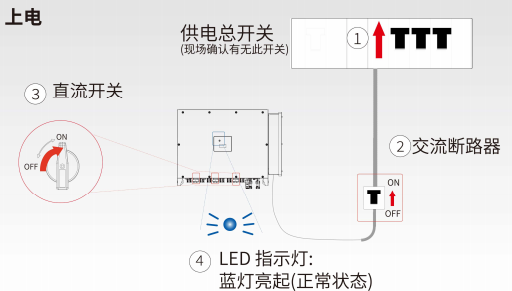 上电
供电总开关
(现场确认有无此开关)
1
3 直流开关
ON
OFF
2 交流断路器
ON
OFF
4 LED 指示灯:
蓝灯亮起(正常状态)